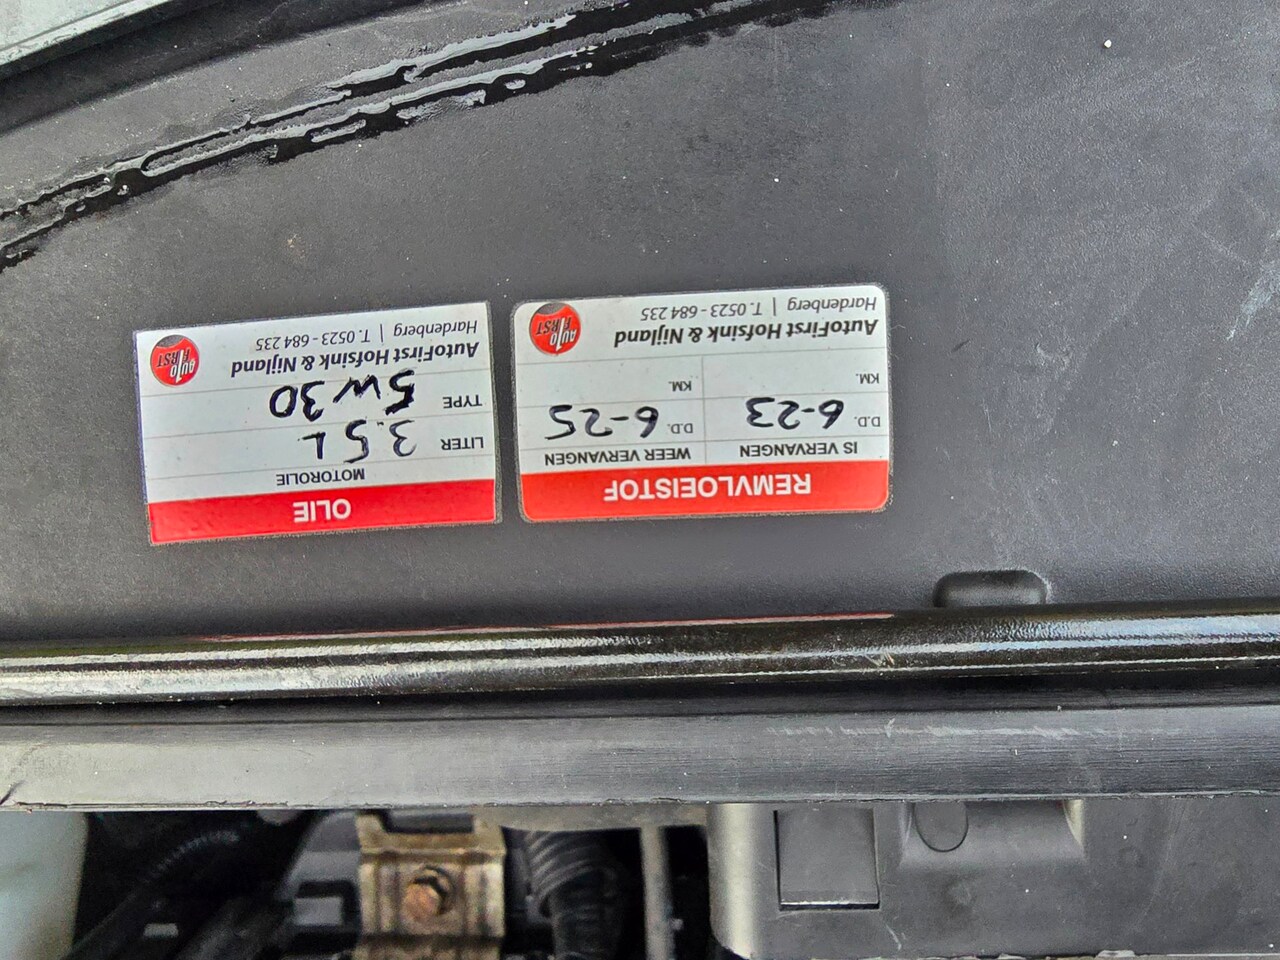 REMVLOEISTOF
IS VERVANGEN
WEER VERVANGEN
D.D. 6-23
D.D. 6-25
KM.
KM.
AutoFirst Hofsink & Nijland
Hardenberg | T. 0523 - 684 235
AUTO FIRST
OLIE
MOTOROLIE
LITER 3.5 L
TYPE 5W30
AutoFirst Hofsink & Nijland
Hardenberg | T. 0523 - 684 235
AUTO FIRST